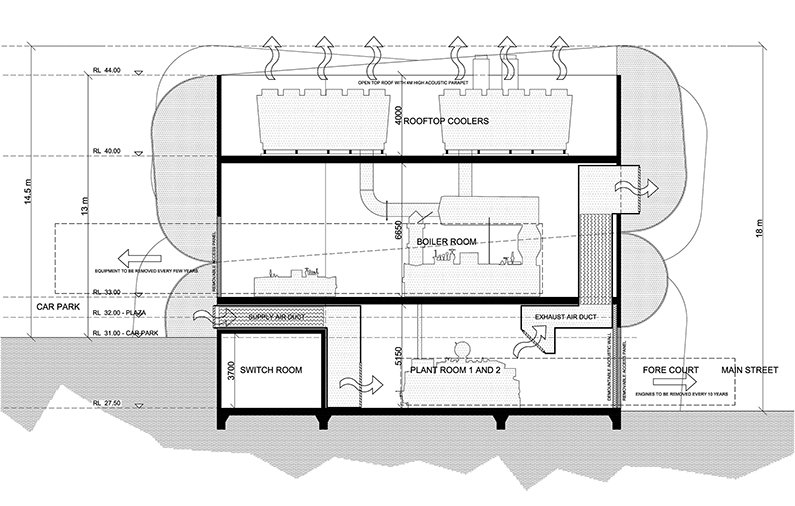 RL 44.00
OPEN TOP ROOF WITH 4M HIGH ACOUSTIC PARAPET
4000
ROOFTOP COOLERS
RL 40.00
14.5 m
13 m
18 m
6650
BOILER ROOM
REMOVABLE ACCESS PANEL
EQUIPMENT TO BE REMOVED EVERY FEW YEARS
RL 33.00
CAR PARK
RL 32.00 - PLAZA
SUPPLY AIR DUCT
EXHAUST AIR DUCT
RL 31.00 - CAR PARK
5150
3700
SWITCH ROOM
PLANT ROOM 1 AND 2
DEMOUNTABLE ACOUSTIC WALL
REMOVABLE ACCESS PANEL
FORE COURT
MAIN STREET
ENGINES TO BE REMOVED EVERY 10 YEARS
RL 27.50